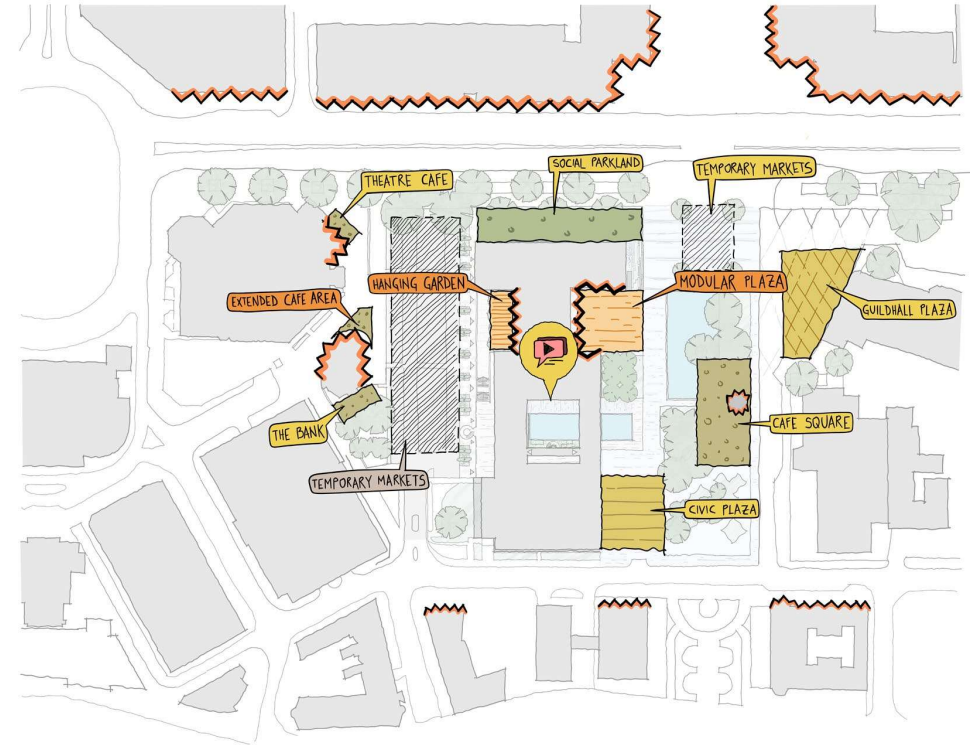 SOCIAL PARKLAND
TEMPORARY MARKETS
THEATRE CAFE
HANGING GARDEN
MODULAR PLAZA
EXTENDED CAFE AREA
GUILDHALL PLAZA
CAFE SQUARE
THE BANK
TEMPORARY MARKETS
CIVIC PLAZA